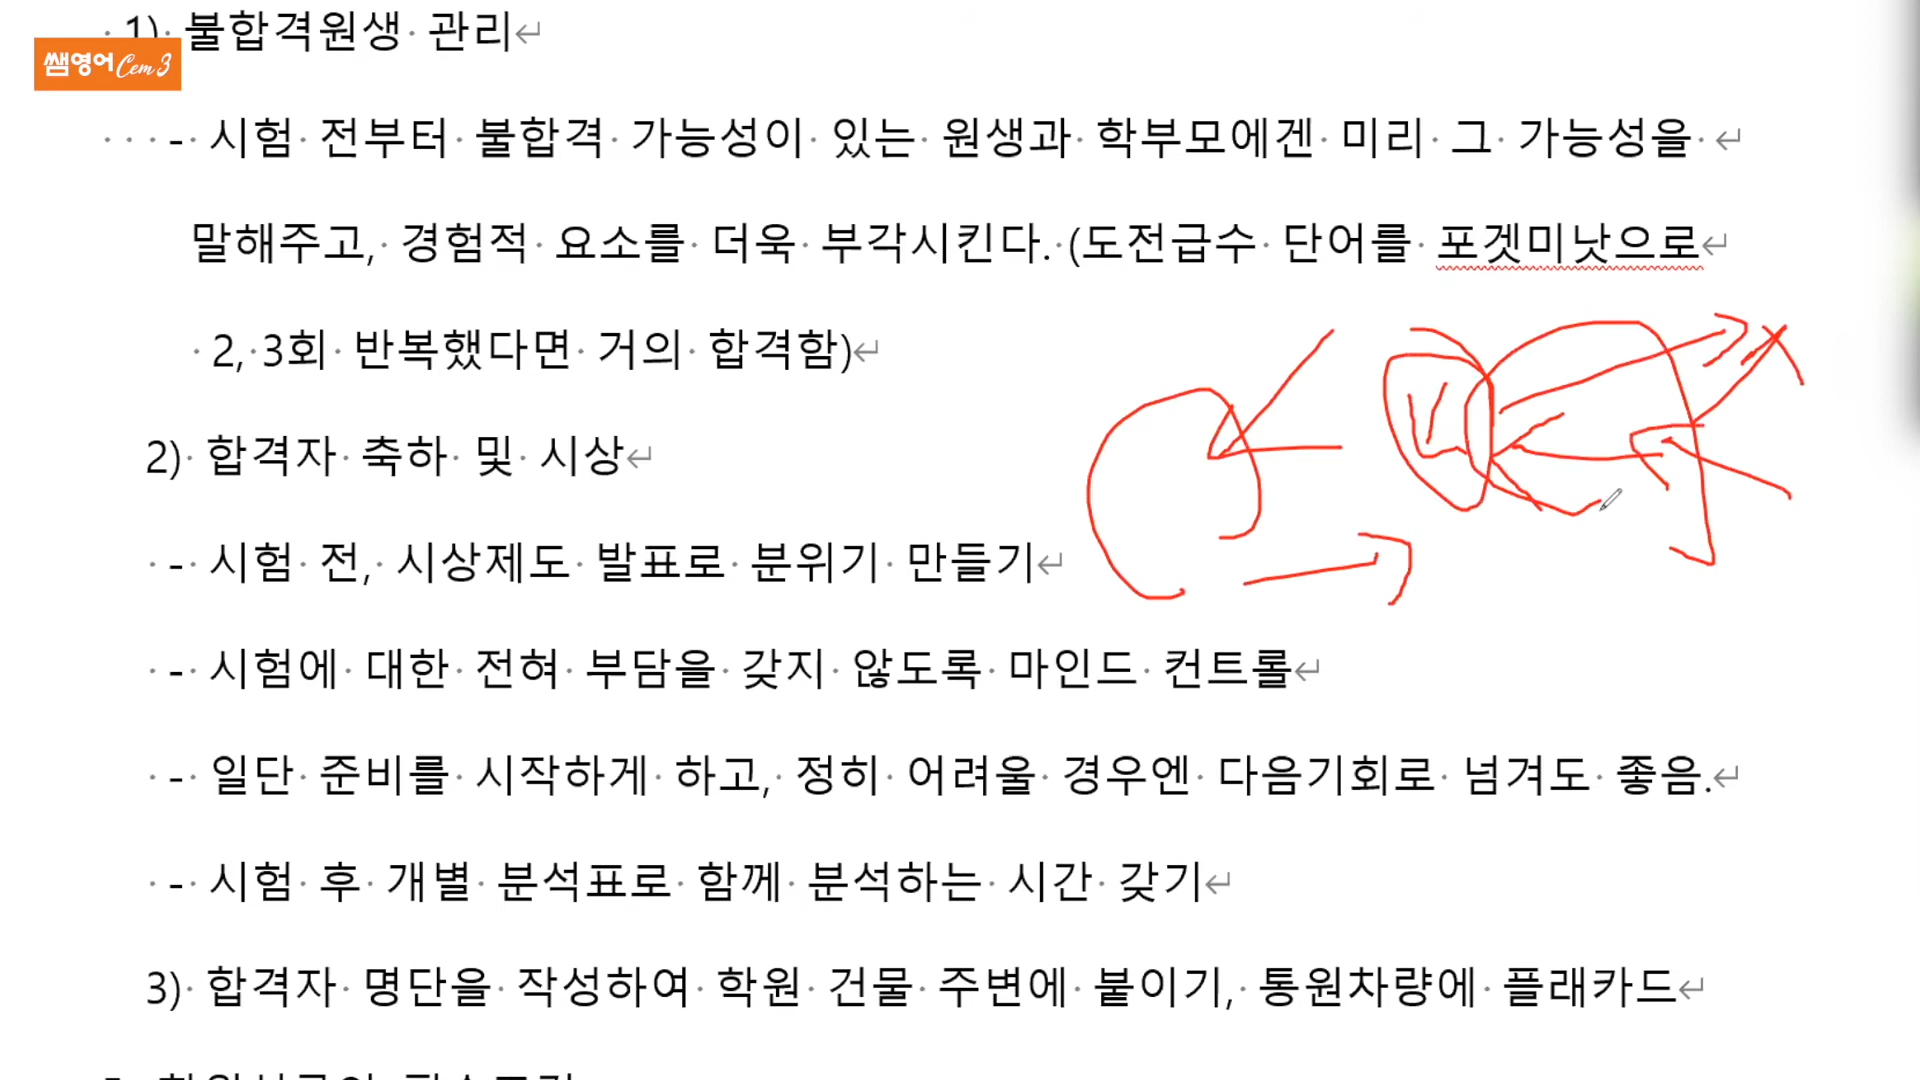 1) 불합격원생 관리
쌤영어 Cem 3
- 시험 전부터 불합격 가능성이 있는 원생과 학부모에겐 미리 그 가능성을
말해주고, 경험적 요소를 더욱 부각시킨다. (도전급수 단어를 포겟미낫으로
2, 3회 반복했다면 거의 합격함)
2) 합격자 축하 및 시상
- 시험 전, 시상제도 발표로 분위기 만들기
- 시험에 대한 전혀 부담을 갖지 않도록 마인드 컨트롤
- 일단 준비를 시작하게 하고, 정히 어려울 경우엔 다음기회로 넘겨도 좋음.
- 시험 후 개별 분석표로 함께 분석하는 시간 갖기
3) 합격자 명단을 작성하여 학원 건물 주변에 붙이기, 통원차량에 플래카드